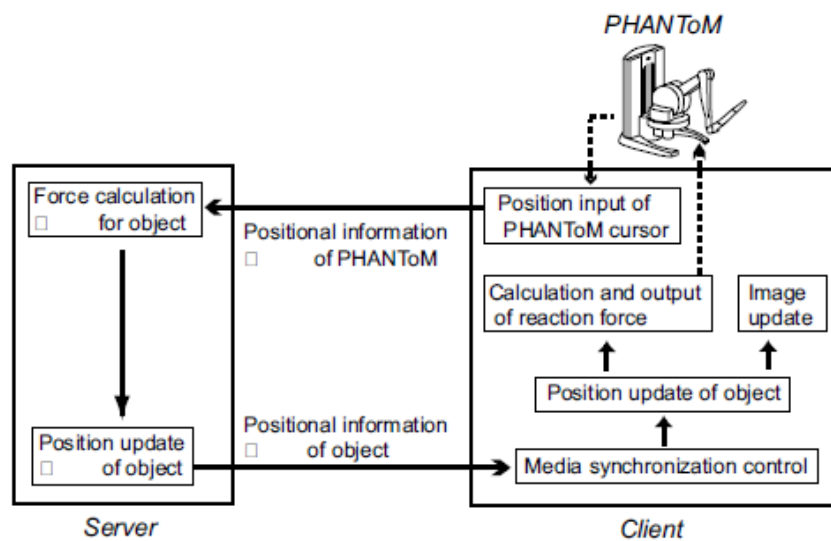 PHANToM
Force calculation
□ for object
Position input of
PHANToM cursor
Positional information
□ of PHANToM
Calculation and output
of reaction force
Image
update
Position update of object
Positional information
□ of object
Position update
□ of object
Media synchronization control
Server
Client